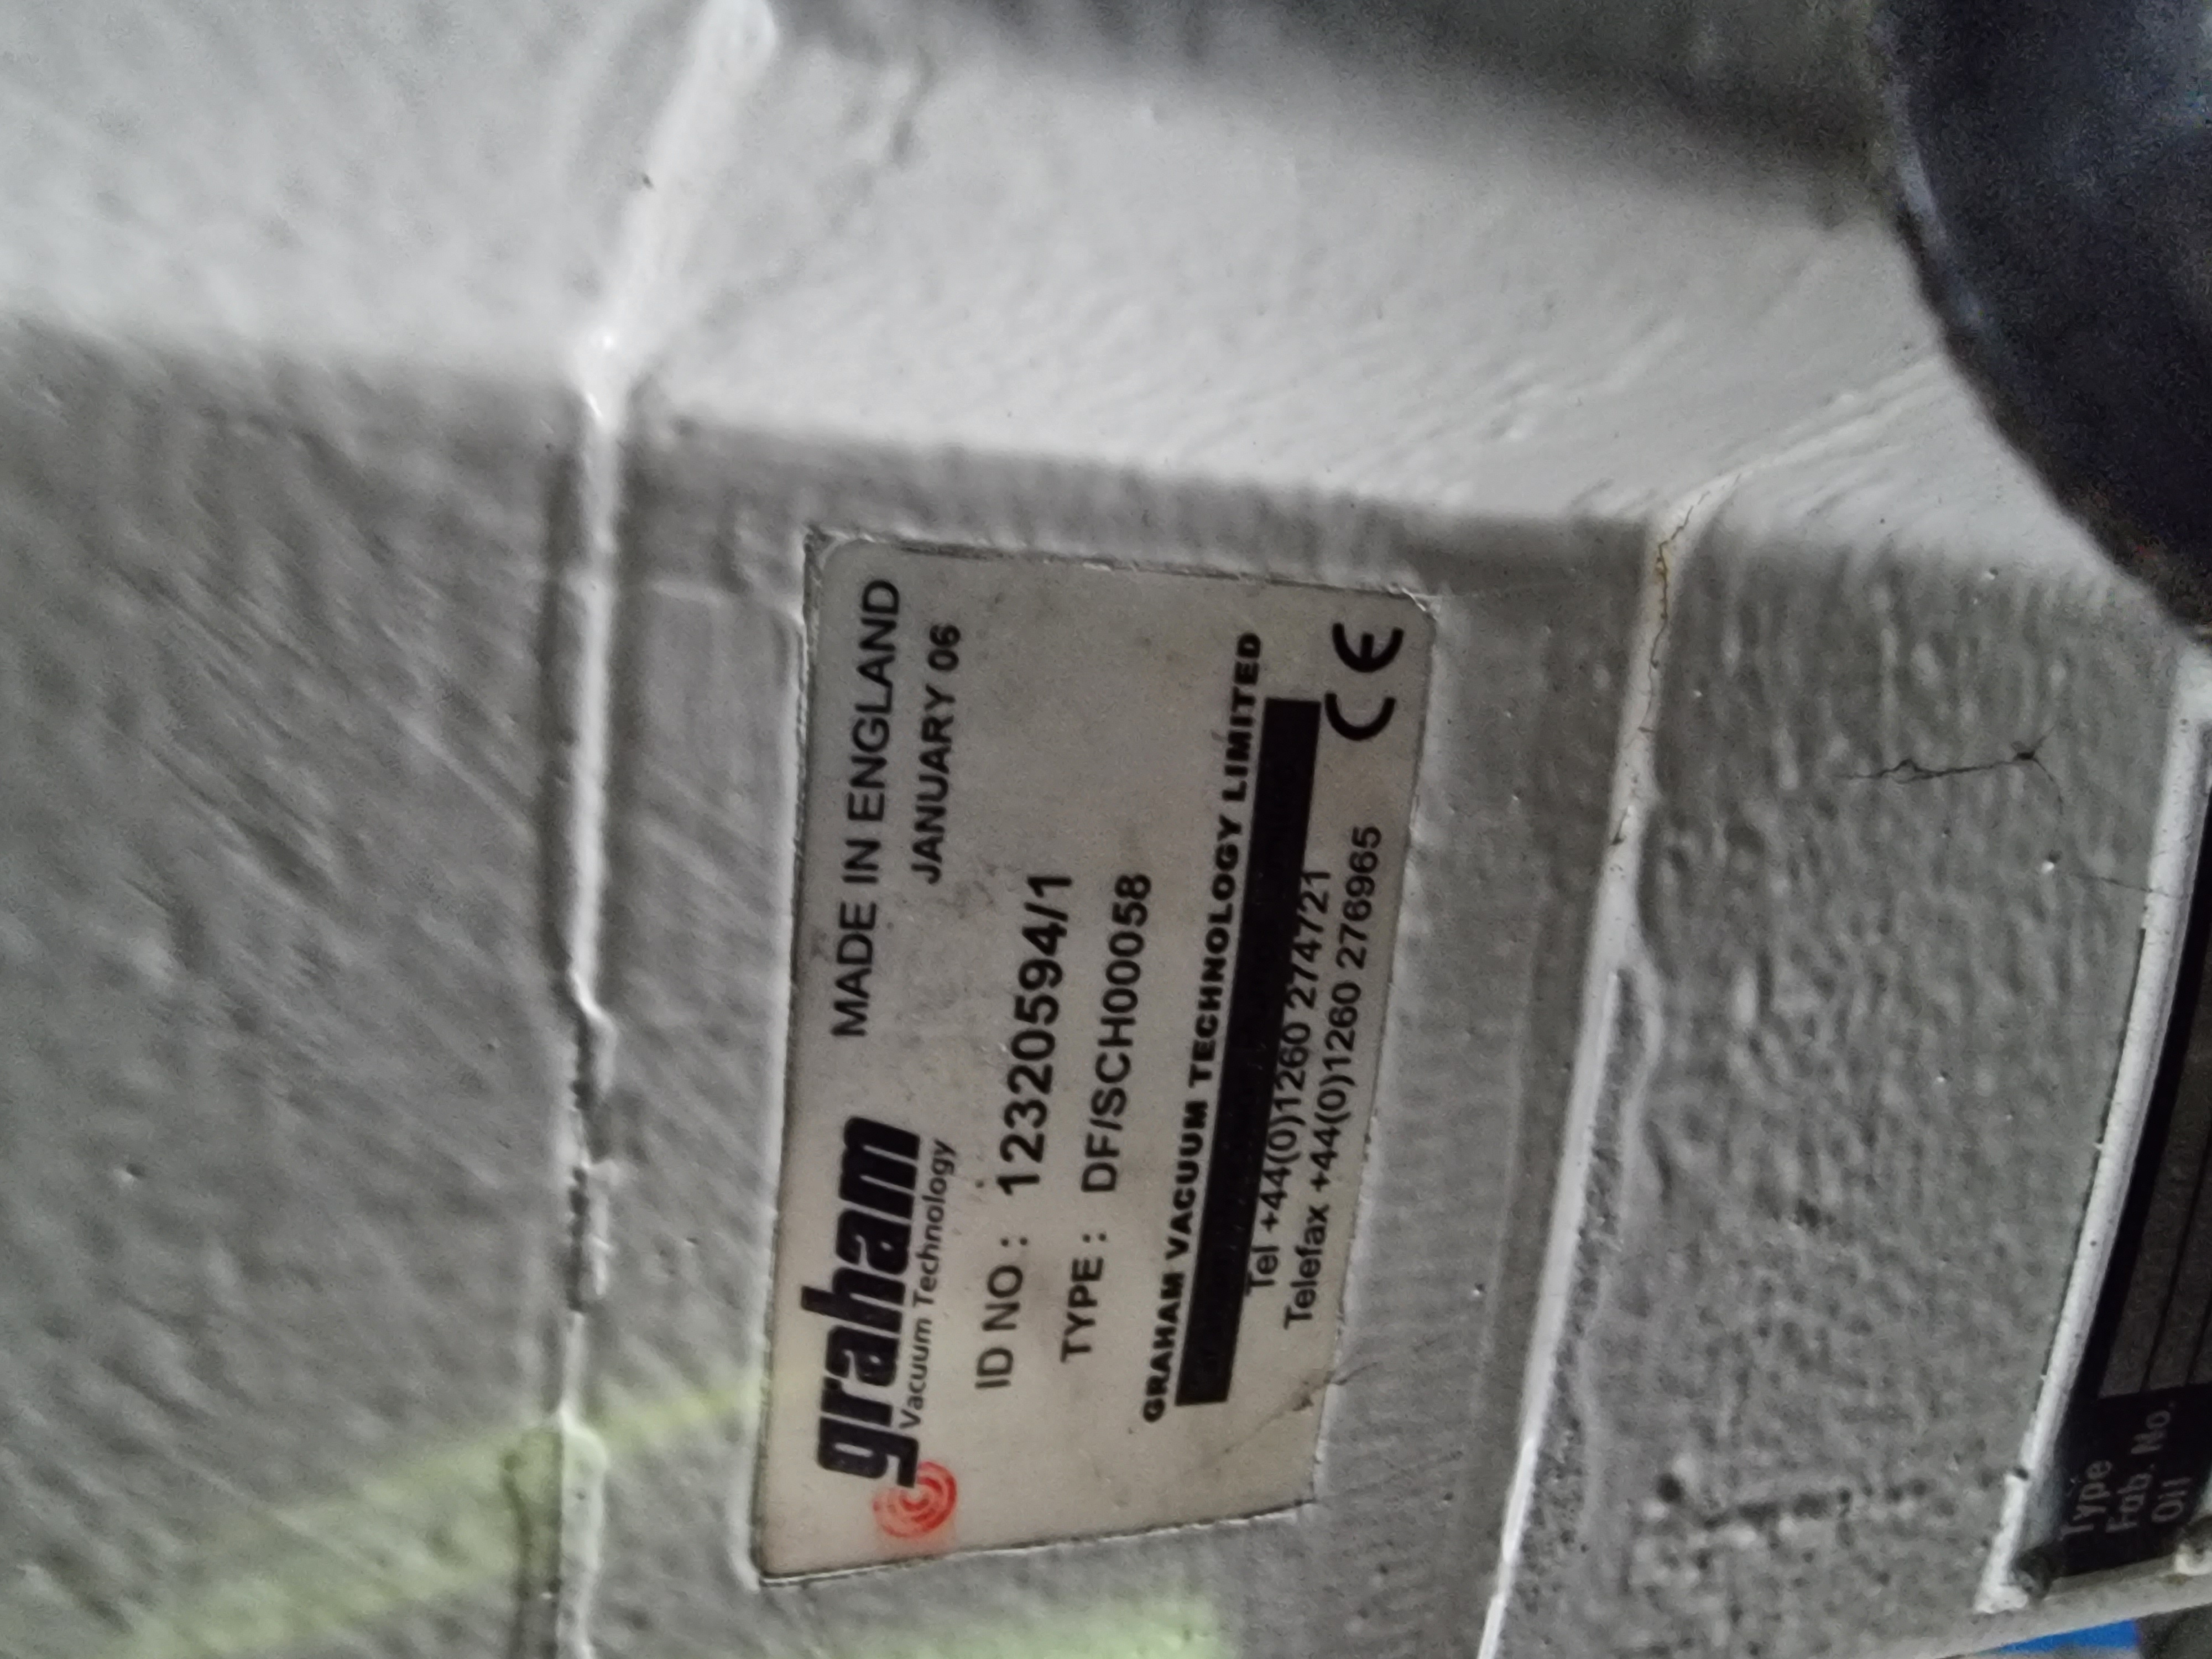 graham
Vacuum Technology
MADE IN ENGLAND
JANUARY 06
ID NO : 12320594/1
TYPE : DF/SCH00058
GRAHAM VACUUM TECHNOLOGY LIMITED
Tel +44(0)1260 274721
Telefax +44(0)1260 276965
CE
Type
Fab. No.
Oil